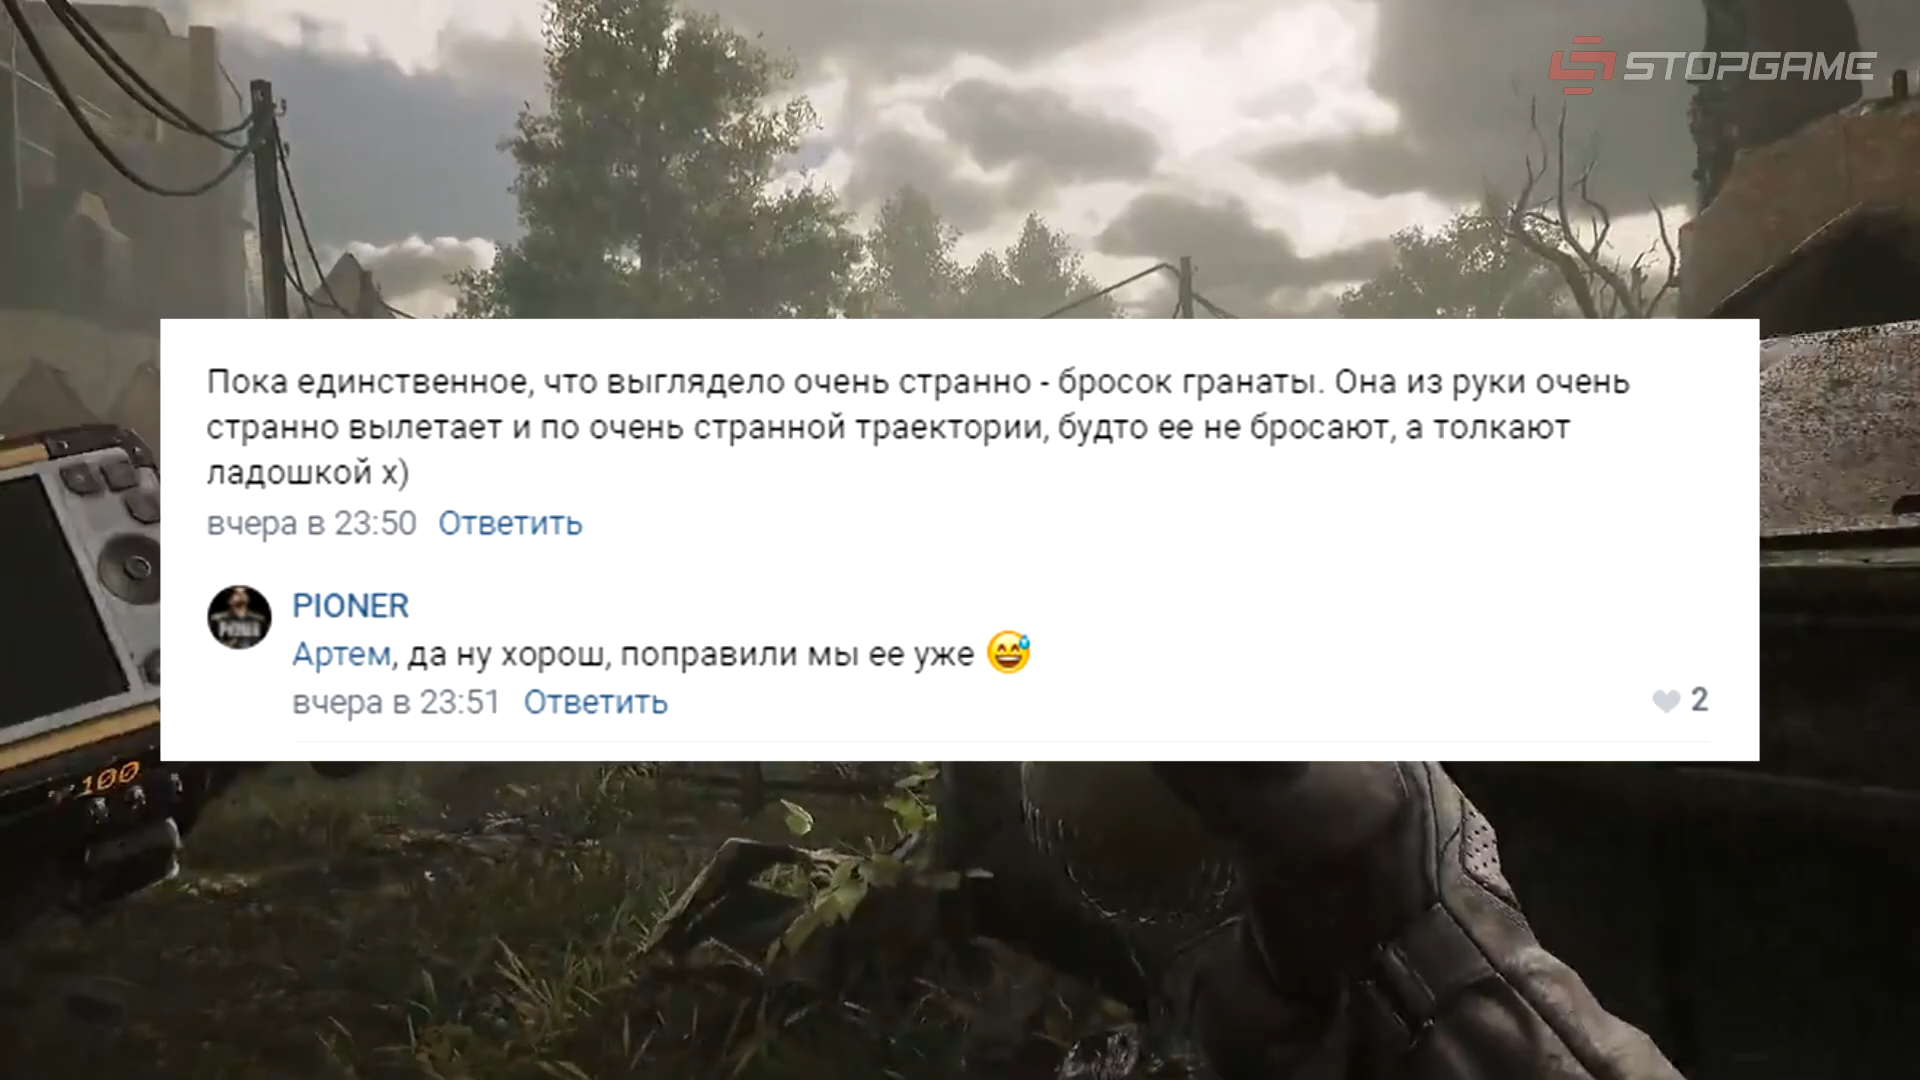 STOPGAME
Пока единственное, что выглядело очень странно - бросок гранаты. Она из руки очень
странно вылетает и по очень странной траектории, будто ее не бросают, а толкают
ладошкой х)
вчера в 23:50 Ответить
PIONER
Артем, да ну хорош, поправили мы ее уже 😅
вчера в 23:51 Ответить
2
100